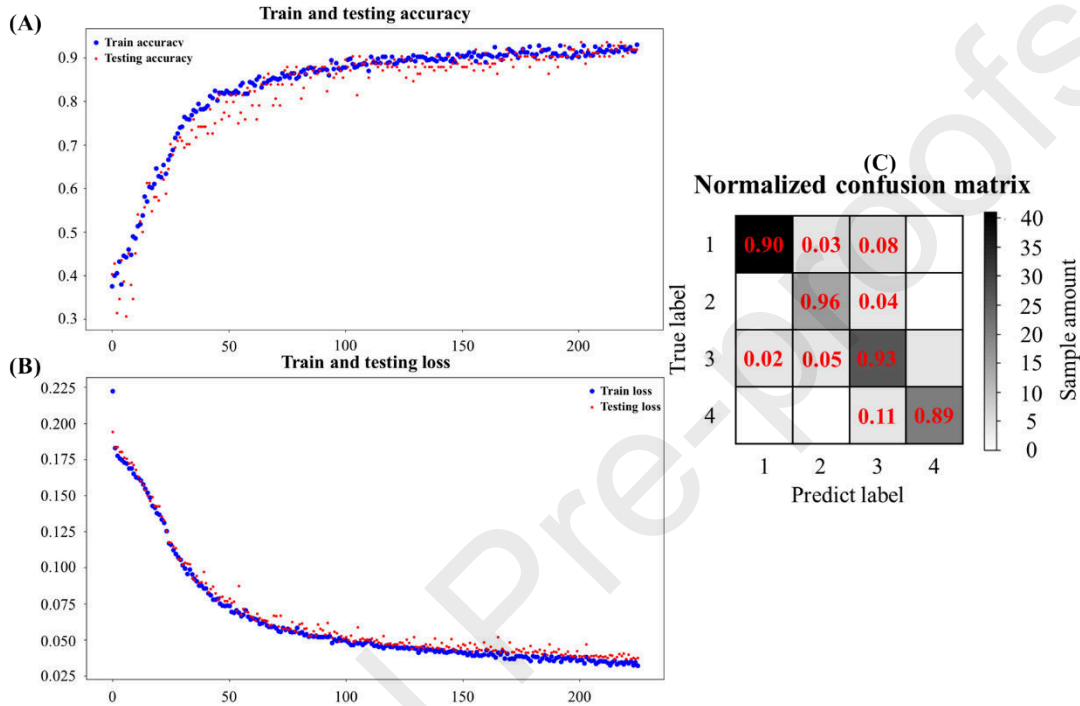 (A)
Train and testing accuracy
Train accuracy
Testing accuracy
0.9
0.8
0.7
0.6
0.5
0.4
0.3
0 50 100 150 200
(B)
Train and testing loss
Train loss
Testing loss
0.225
0.200
0.175
0.150
0.125
0.100
0.075
0.050
0.025
0 50 100 150 200
(C)
Normalized confusion matrix
True label
1 0.90 0.03 0.08
2 0.96 0.04
3 0.02 0.05 0.93
4 0.11 0.89
1 2 3 4
Predict label
40
35
30
25
20
15
10
5
0
Sample amount
l Pre-proofs